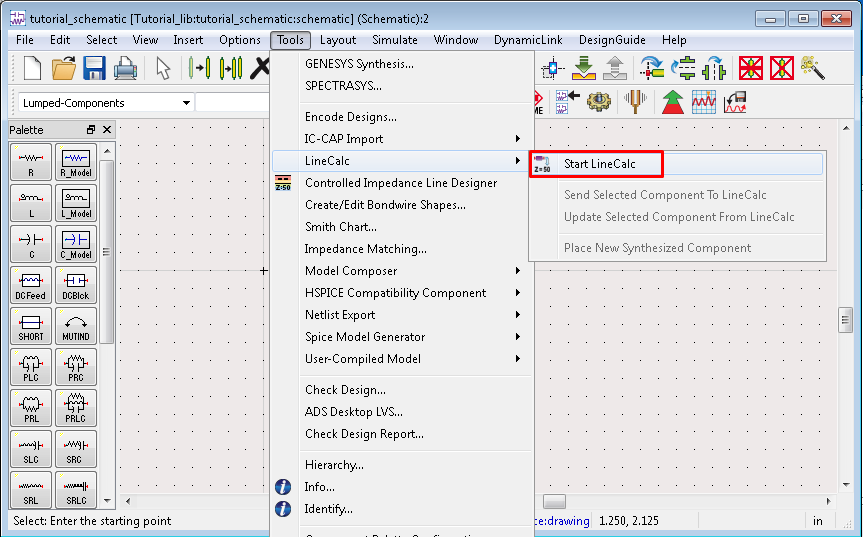 tutorial_schematic [Tutorial_lib:tutorial_schematic:schematic] (Schematic):2
File Edit Select View Insert Options Tools Layout Simulate Window DynamicLink DesignGuide Help
Lumped-Components
Palette
R
R_Model
L
L_Model
C
C_Model
DCFeed
DCBlck
SHORT
MUTIND
PLC
PRC
PRL
PRLC
SLC
SRC
SRL
SRLC
GENESYS Synthesis...
SPECTRASYS...
Encode Designs...
IC-CAP Import
LineCalc
Controlled Impedance Line Designer
Create/Edit Bondwire Shapes...
Smith Chart...
Impedance Matching...
Model Composer
HSPICE Compatibility Component
Netlist Export
Spice Model Generator
User-Compiled Model
Check Design...
ADS Desktop LVS...
Check Design Report...
Hierarchy...
Info...
Identify...
Z:50
Start LineCalc
Z=50
Send Selected Component To LineCalc
Update Selected Component From LineCalc
Place New Synthesized Component
Select: Enter the starting point
ce:drawing
1.250, 2.125
in